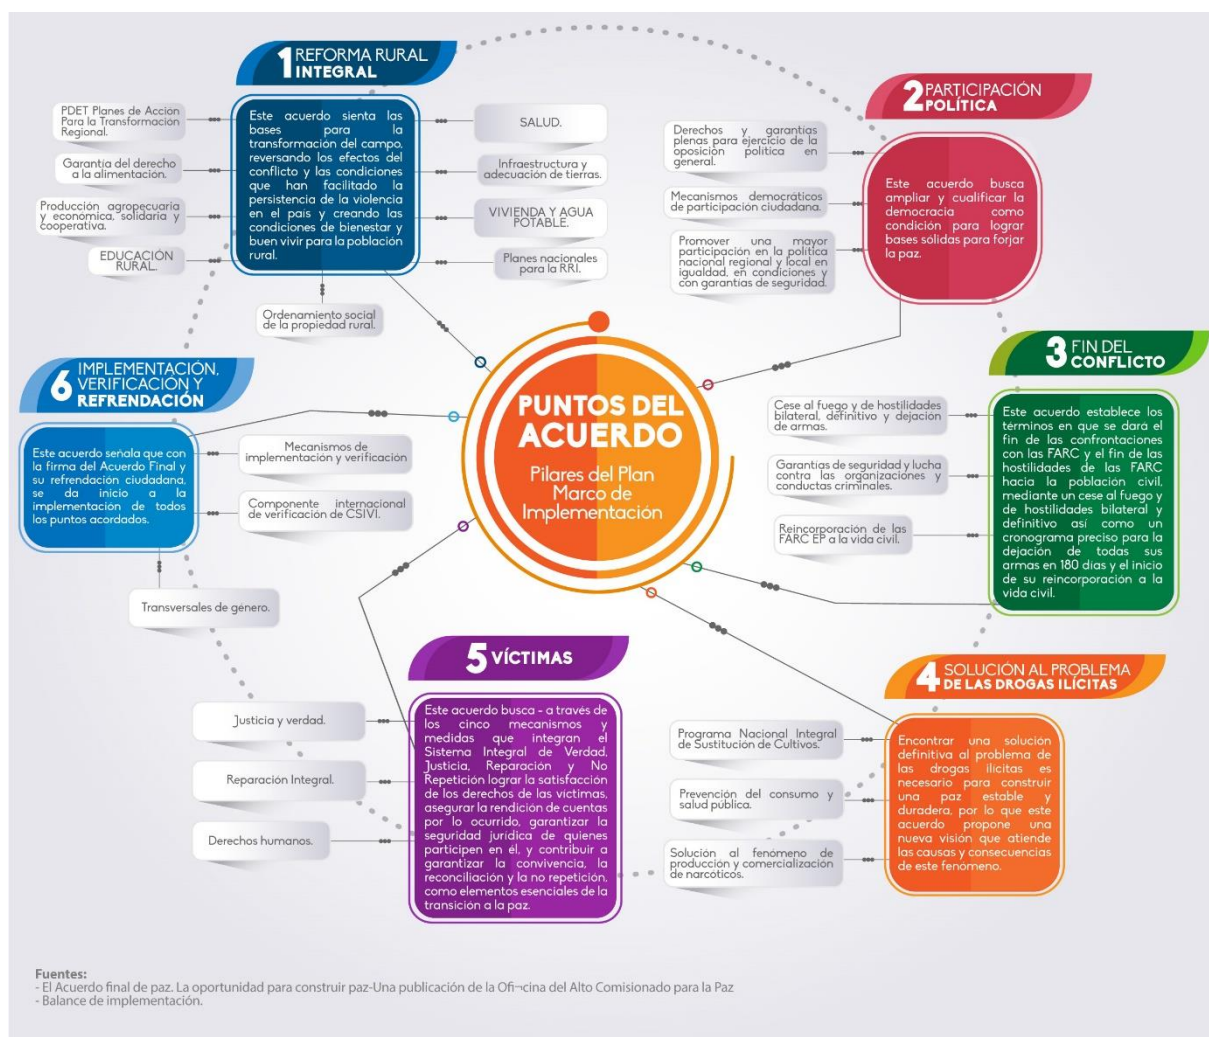 1 REFORMA RURAL
INTEGRAL
PDET Planes de Acción
Para la Transformación
Regional.
Garantía del derecho
a la alimentación.
Producción agropecuaria
y económica, solidaria y
cooperativa.
EDUCACIÓN
RURAL.
Este acuerdo sienta las
bases para la
transformación del campo,
reversando los efectos del
conflicto y las condiciones
que han facilitado la
persistencia de la violencia
en el país y creando las
condiciones de bienestar y
buen vivir para la población
rural.
SALUD.
Infraestructura y
adecuación de tierras.
VIVIENDA Y AGUA
POTABLE.
Planes nacionales
para la RRI.
Ordenamiento social
de la propiedad rural.
2 PARTICIPACIÓN
POLÍTICA
Derechos y garantías
plenas para ejercicio de la
oposición política en
general.
Mecanismos democráticos
de participación ciudadana.
Promover una mayor
participación en la política
nacional regional y local en
igualdad, en condiciones y
con garantías de seguridad.
Este acuerdo busca
ampliar y cualificar la
democracia como
condición para lograr
bases sólidas para forjar
la paz.
PUNTOS DEL
ACUERDO
Pilares del Plan
Marco de
Implementación
3 FIN DEL
CONFLICTO
Cese al fuego y de hostilidades
bilateral, definitivo y dejación
de armas.
Garantías de seguridad y lucha
contra las organizaciones y
conductas criminales.
Reincorporación de las
FARC EP a la vida civil.
Este acuerdo establece los
términos en que se dará el
fin de las confrontaciones
con las FARC y el fin de las
hostilidades de las FARC
hacia la población civil,
mediante un cese al fuego y
de hostilidades bilateral y
definitivo así como un
cronograma preciso para la
dejación de todas sus
armas en 180 días y el inicio
de su reincorporación a la
vida civil.
6 IMPLEMENTACIÓN,
VERIFICACIÓN Y
REFRENDACIÓN
Este acuerdo señala que con
la firma del Acuerdo Final y
su refrendación ciudadana,
se da inicio a la
implementación de todos
los puntos acordados.
Mecanismos de
implementación y verificación
Componente internacional
de verificación de CSIVI.
Transversales de género.
5 VÍCTIMAS
Justicia y verdad.
Reparación Integral.
Derechos humanos.
Este acuerdo busca - a través de
los cinco mecanismos y
medidas que integran el
Sistema Integral de Verdad,
Justicia, Reparación y No
Repetición lograr la satisfacción
de los derechos de las víctimas,
asegurar la rendición de cuentas
por lo ocurrido, garantizar la
seguridad jurídica de quienes
participen en él, y contribuir a
garantizar la convivencia, la
reconciliación y la no repetición,
como elementos esenciales de la
transición a la paz.
4 SOLUCIÓN AL PROBLEMA
DE LAS DROGAS ILÍCITAS
Programa Nacional Integral
de Sustitución de Cultivos.
Prevención del consumo y
salud pública.
Solución al fenómeno de
producción y comercialización
de narcóticos.
Encontrar una solución
definitiva al problema de
las drogas ilícitas es
necesario para construir
una paz estable y
duradera, por lo que este
acuerdo propone una
nueva visión que atiende
las causas y consecuencias
de este fenómeno.
Fuentes:
- El Acuerdo final de paz. La oportunidad para construir paz-Una publicación de la Ofi¬cina del Alto Comisionado para la Paz
- Balance de implementación.